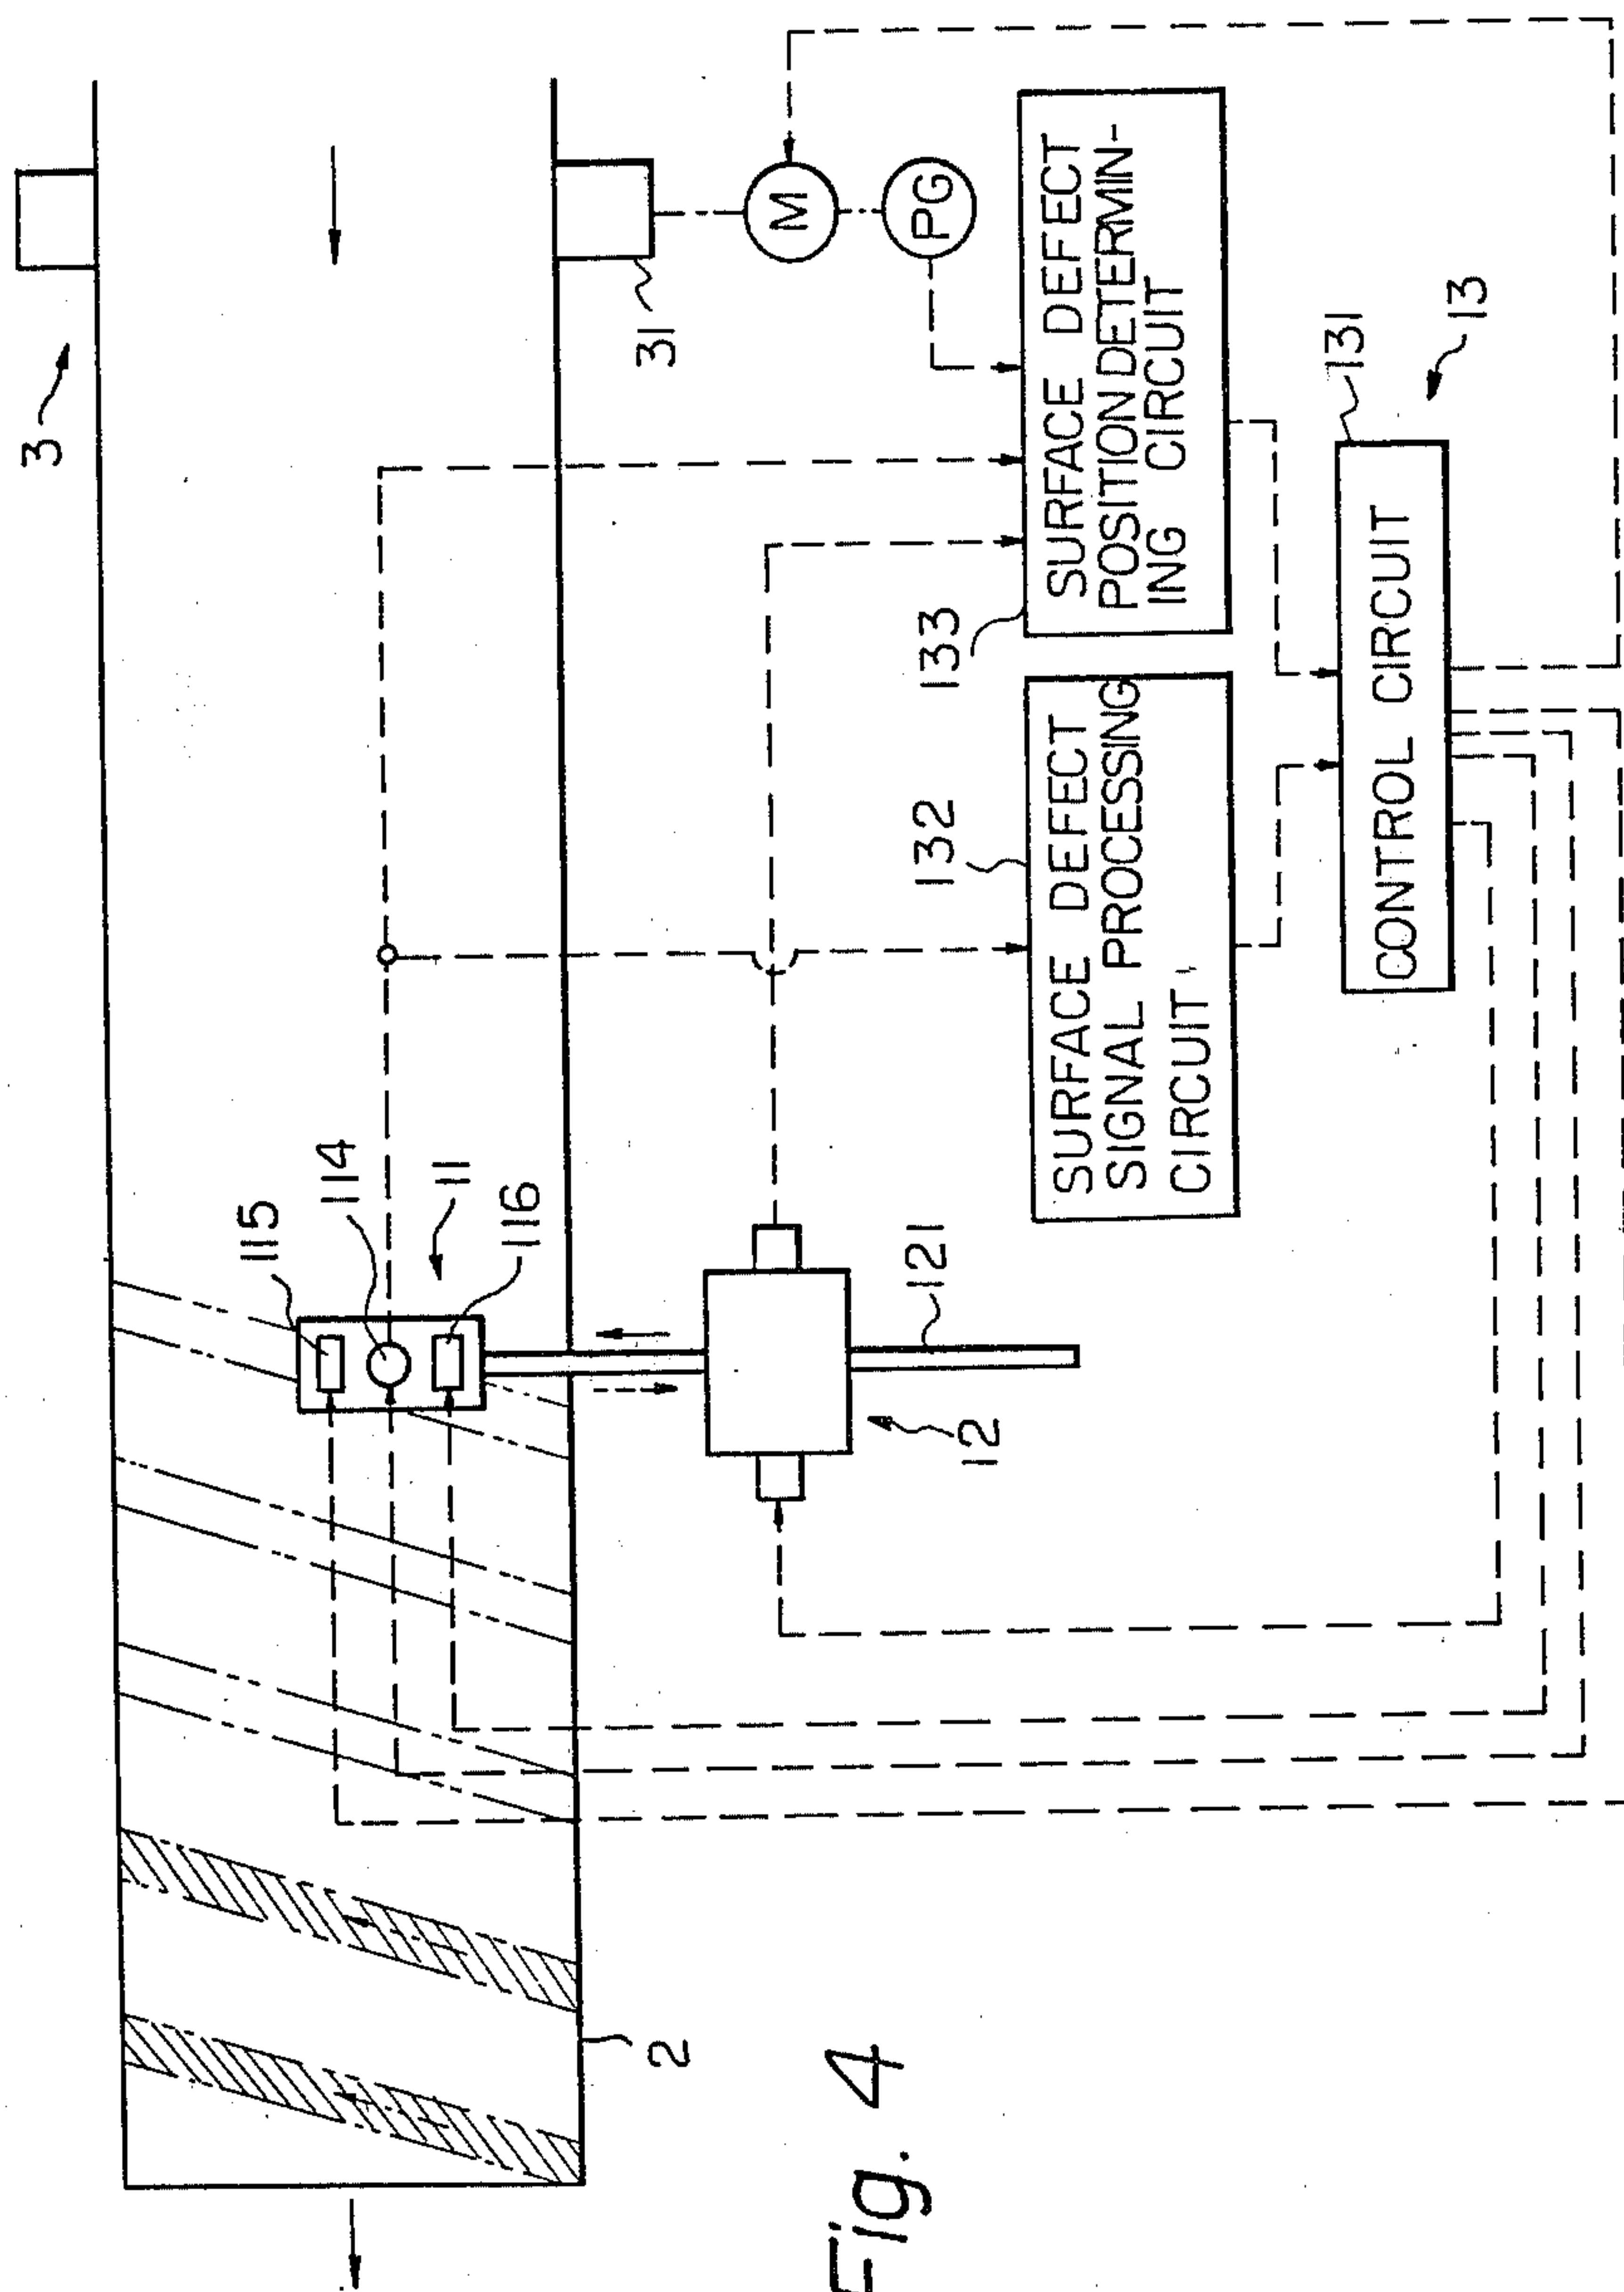 3
31
M
PG
115
114
11
116
12
121
2
132
SURFACE DEFECT
SIGNAL PROCESSING
CIRCUIT
133
SURFACE DEFECT
POSITION DETERMIN-
ING CIRCUIT
131
CONTROL CIRCUIT
13
Fig. 4